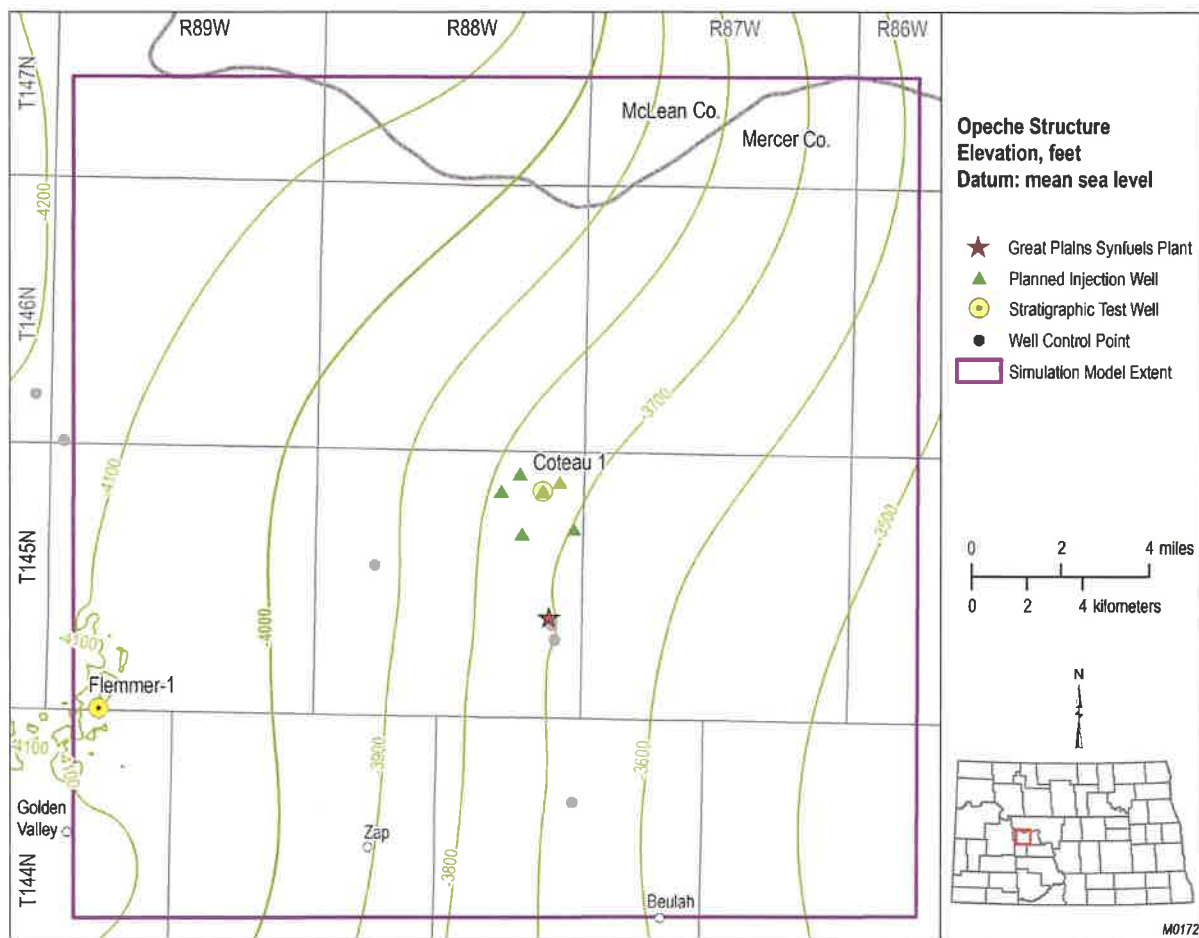 R89W
R88W
R87W
R86W
T147N
McLean Co.
Mercer Co.
-4200
T146N
-3700
-4100
Coteau 1
-3500
T145N
-4000
-4100
Flemmer-1
-4100
00
-3900
-3600
Golden
Valley
Zap
-3800
T144N
Beulah
Opeche Structure
Elevation, feet
Datum: mean sea level
Great Plains Synfuels Plant
Planned Injection Well
Stratigraphic Test Well
Well Control Point
Simulation Model Extent
0 2 4 miles
0 2 4 kilometers
N
M0172